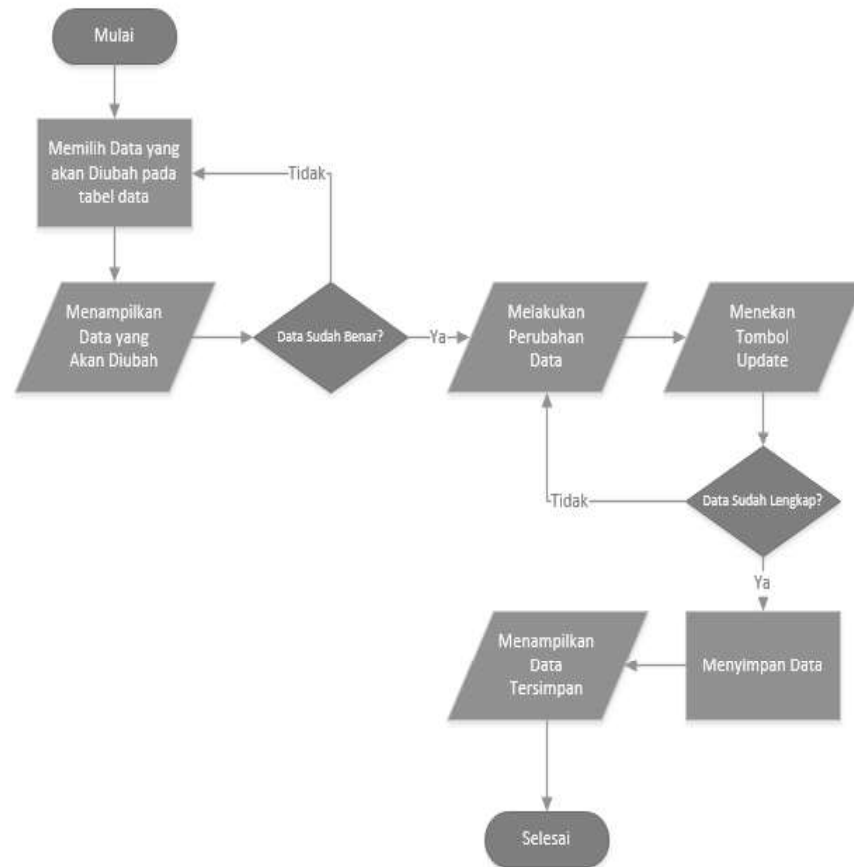 Mulai
Memilih Data yang
akan Diubah pada
tabel data
Tidak
Menampilkan
Data yang
Akan Diubah
Data Sudah Benar?
Ya
Melakukan
Perubahan
Data
Menekan
Tombol
Update
Data Sudah Lengkap?
Tidak
Ya
Menyimpan Data
Menampilkan
Data
Tersimpan
Selesai